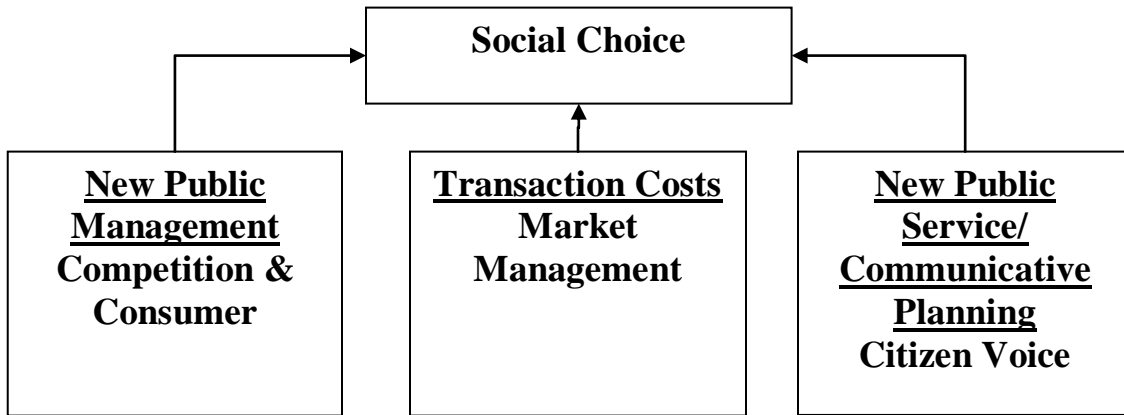 Social Choice
New Public
Management
Competition &
Consumer
Transaction Costs
Market
Management
New Public
Service/
Communicative
Planning
Citizen Voice